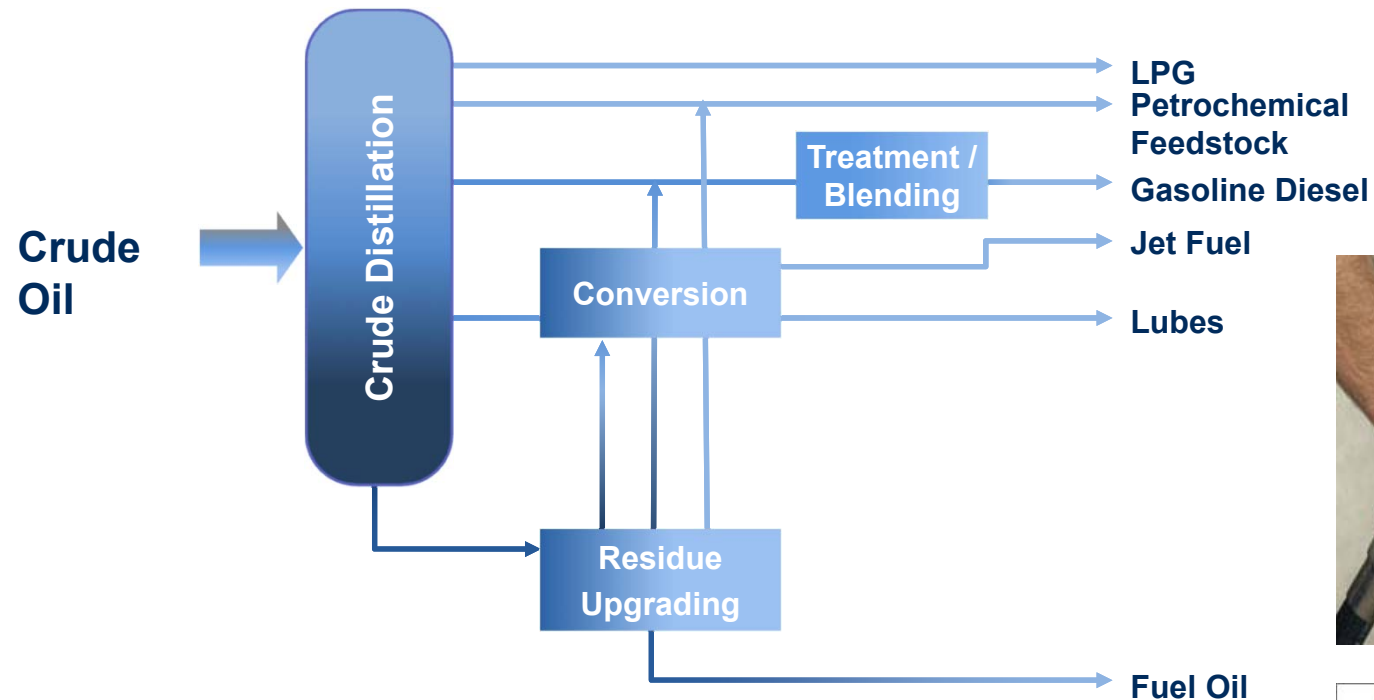 LPG
Petrochemical
Feedstock
Treatment /
Blending
Gasoline Diesel
Crude
Oil
Crude Distillation
Jet Fuel
Conversion
Lubes
Residue
Upgrading
Fuel Oil